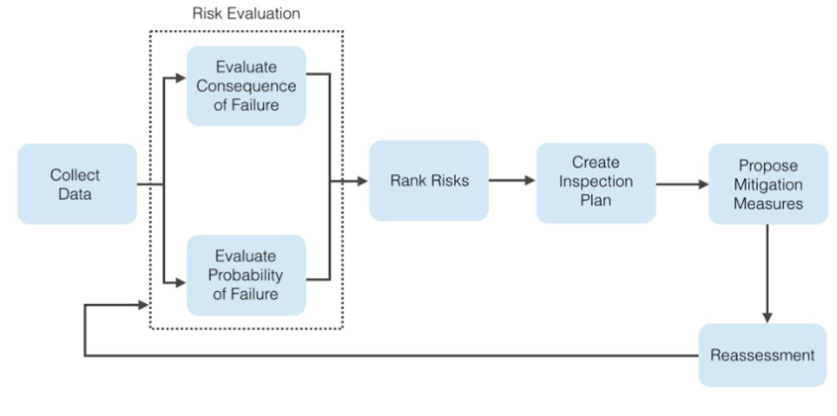 Risk Evaluation
Evaluate
Consequence
of Failure
Collect
Data
Rank Risks
Create
Inspection
Plan
Propose
Mitigation
Measures
Evaluate
Probability
of Failure
Reassessment